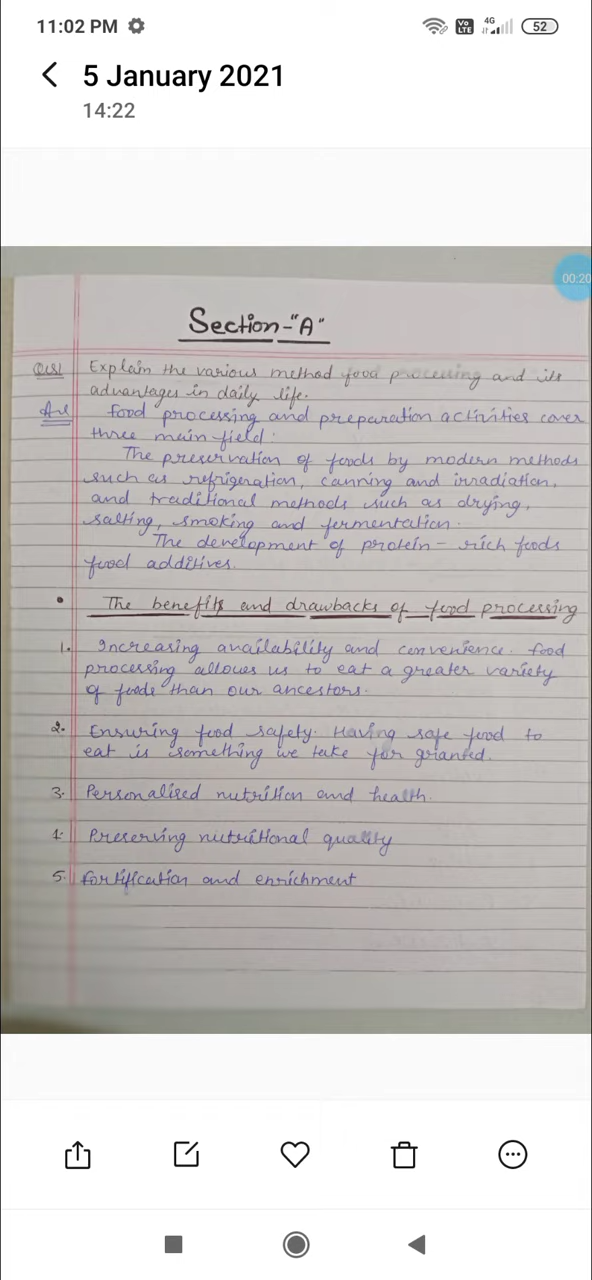 11:02 PM
Vo LTE
4G
52
5 January 2021
14:22
00:20
Section-"A"
QUS1 Explain the various method food processing and its
advantages in daily life.
Ans food processing and preparation activities cover
three main field:
The preservation of foods by modern methods
such as refrigeration, canning and irradiation,
and traditional methods such as drying,
salting, smoking and fermentation.
The development of protein-rich foods
food additives.
• The benefits and drawbacks of food processing
1. Increasing availability and convenience. food
processing allows us to eat a greater variety
of foods than our ancestors.
2. Ensuring food safety. Having safe food to
eat is something we take for granted.
3. Personalised nutrition and health.
4. Preserving nutritional quality
5. fortification and enrichment